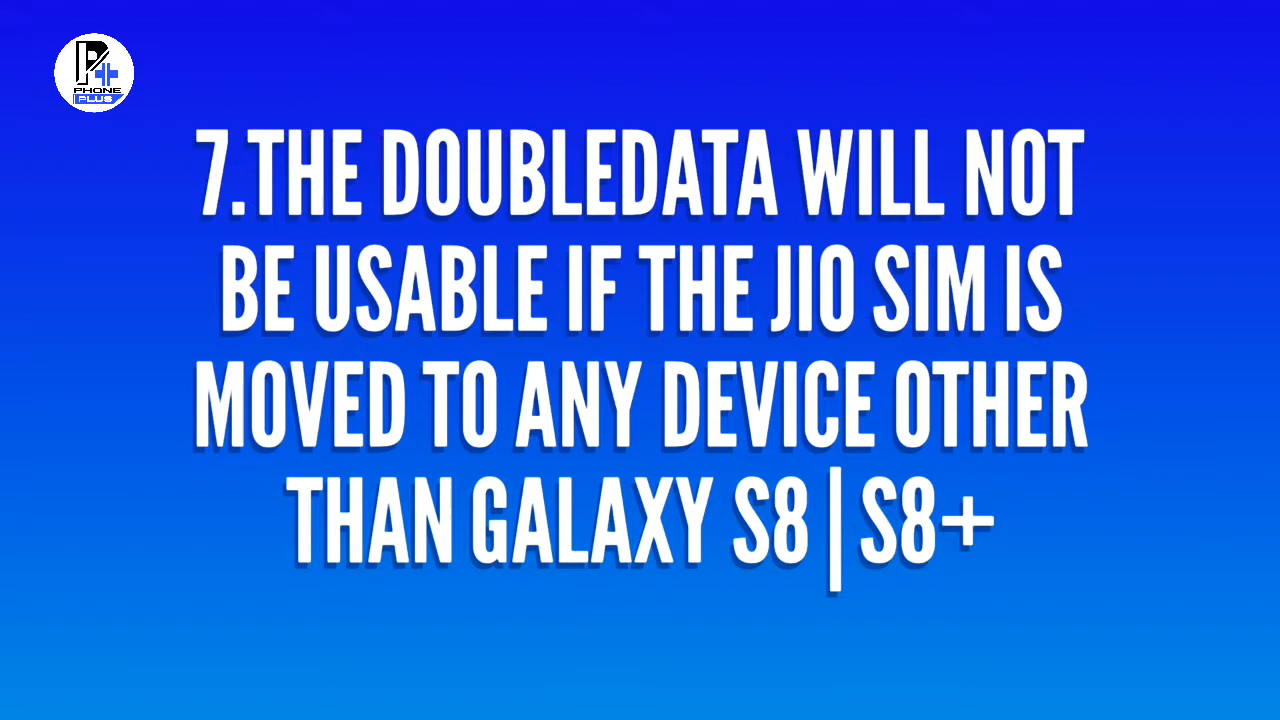 PHONE
PLUS
7.THE DOUBLEDATA WILL NOT
BE USABLE IF THE JIO SIM IS
MOVED TO ANY DEVICE OTHER
THAN GALAXY S8|S8+